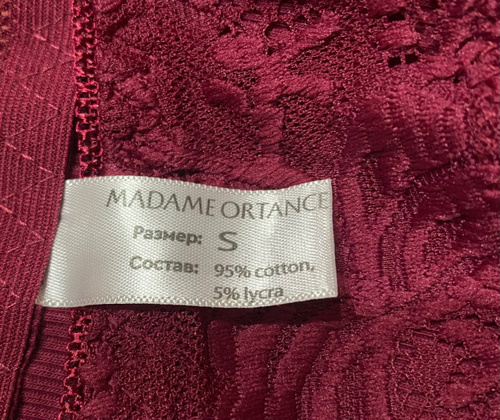 MADAME ORTANCE
Размер: S
Состав: 95% cotton,
5% lycra